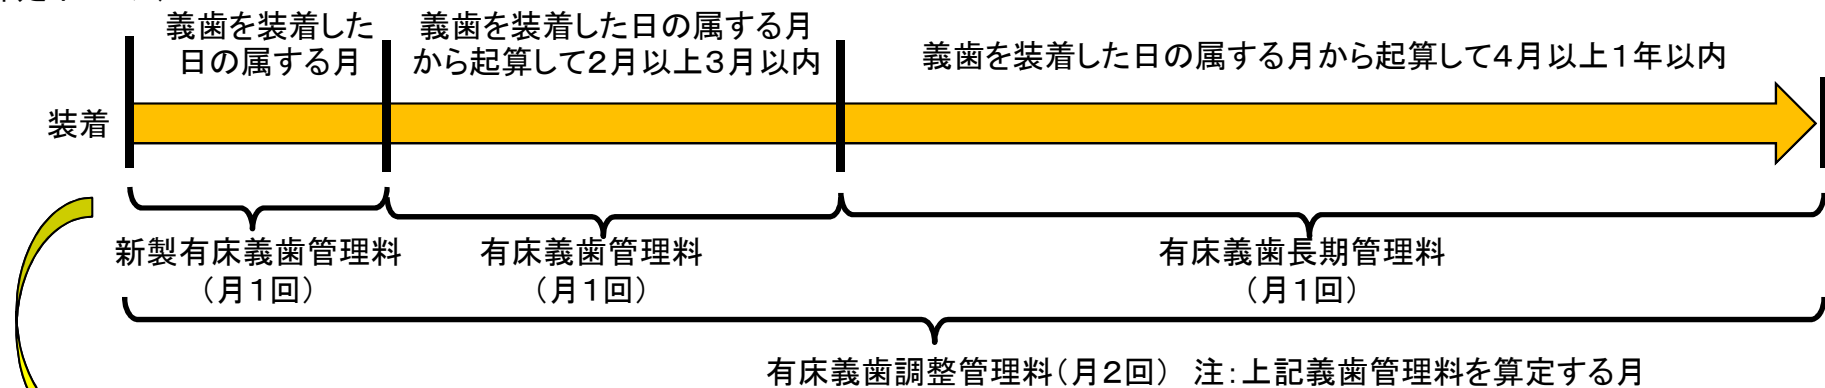 義歯を装着した
日の属する月
義歯を装着した日の属する月
から起算して２月以上３月以内
義歯を装着した日の属する月から起算して４月以上１年以内
装着
新製有床義歯管理料
（月１回）
有床義歯管理料
（月１回）
有床義歯長期管理料
（月１回）
有床義歯調整管理料（月２回）　注：上記義歯管理料を算定する月